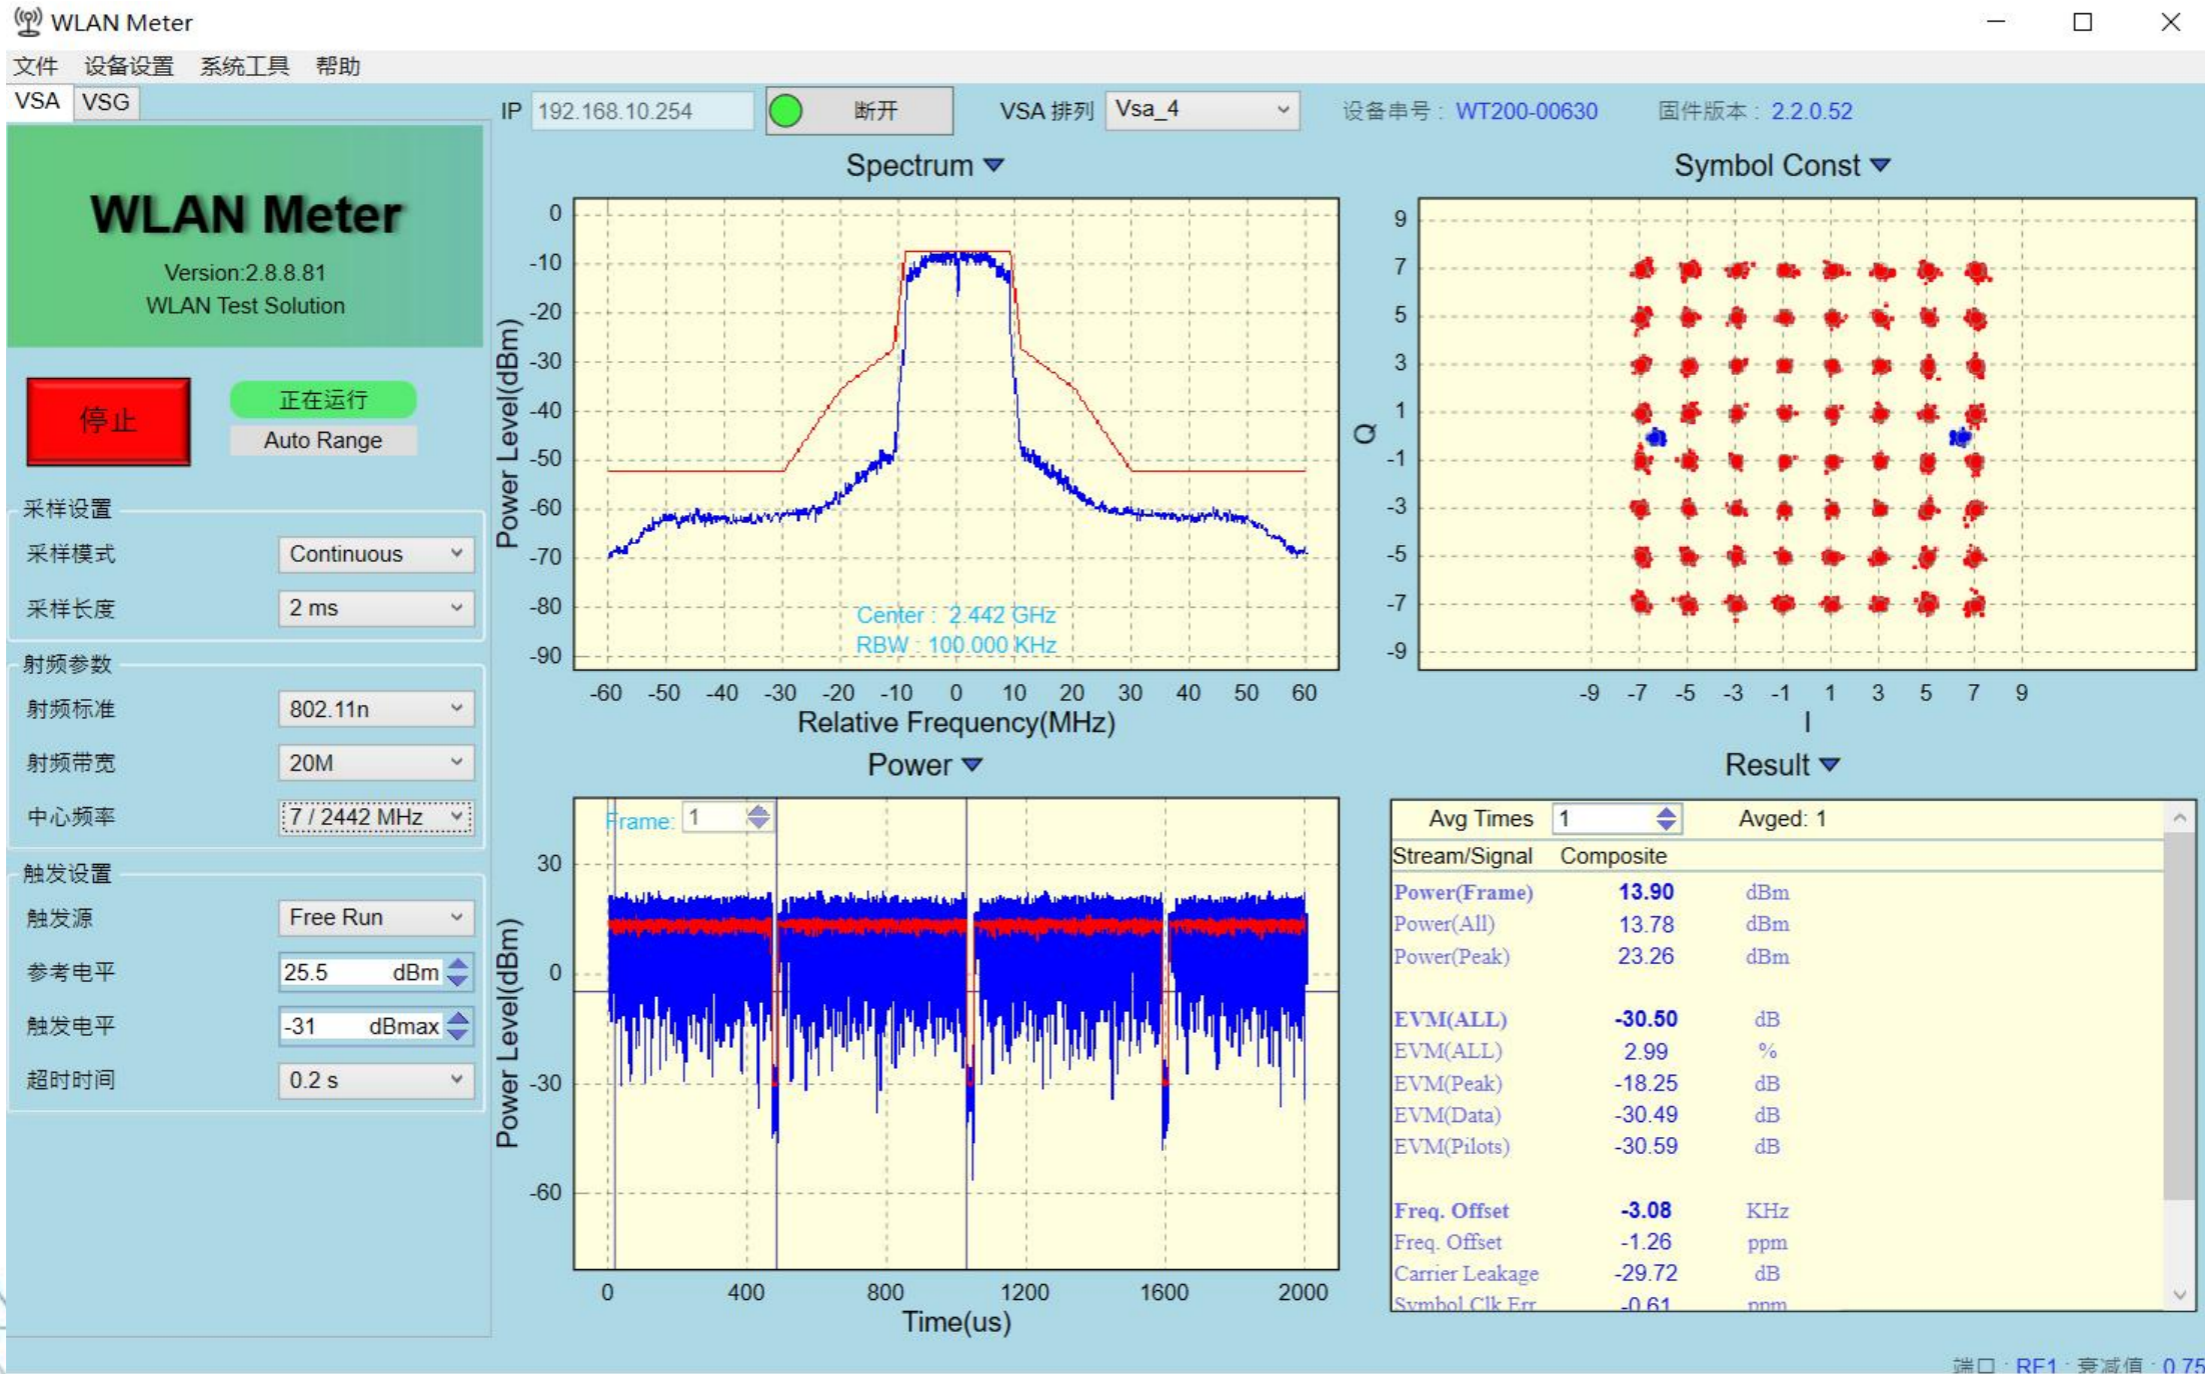 WLAN Meter
文件 设备设置 系统工具 帮助
VSA VSG
IP 192.168.10.254 断开 VSA 排列 Vsa_4 设备串号 : WT200-00630 固件版本 : 2.2.0.52
WLAN Meter
Version:2.8.8.81
WLAN Test Solution
停止
正在运行
Auto Range
采样设置
采样模式 Continuous
采样长度 2 ms
射频参数
射频标准 802.11n
射频带宽 20M
中心频率 7 / 2442 MHz
触发设置
触发源 Free Run
参考电平 25.5 dBm
触发电平 -31 dBmax
超时时间 0.2 s
Spectrum
Power Level(dBm)
0
-10
-20
-30
-40
-50
-60
-70
-80
-90
Center : 2.442 GHz
RBW : 100.000 KHz
-60 -50 -40 -30 -20 -10 0 10 20 30 40 50 60
Relative Frequency(MHz)
Symbol Const
Q
9
7
5
3
1
-1
-3
-5
-7
-9
-9 -7 -5 -3 -1 1 3 5 7 9
I
Power
Frame: 1
Power Level(dBm)
30
0
-30
-60
0 400 800 1200 1600 2000
Time(us)
Result
Avg Times 1 Avged: 1
Stream/Signal Composite
Power(Frame) 13.90 dBm
Power(All) 13.78 dBm
Power(Peak) 23.26 dBm
EVM(ALL) -30.50 dB
EVM(ALL) 2.99 %
EVM(Peak) -18.25 dB
EVM(Data) -30.49 dB
EVM(Pilots) -30.59 dB
Freq. Offset -3.08 KHz
Freq. Offset -1.26 ppm
Carrier Leakage -29.72 dB
Symbol Clk Err -0.61 ppm
端口 : RF1 : 衰减值 : 0.75